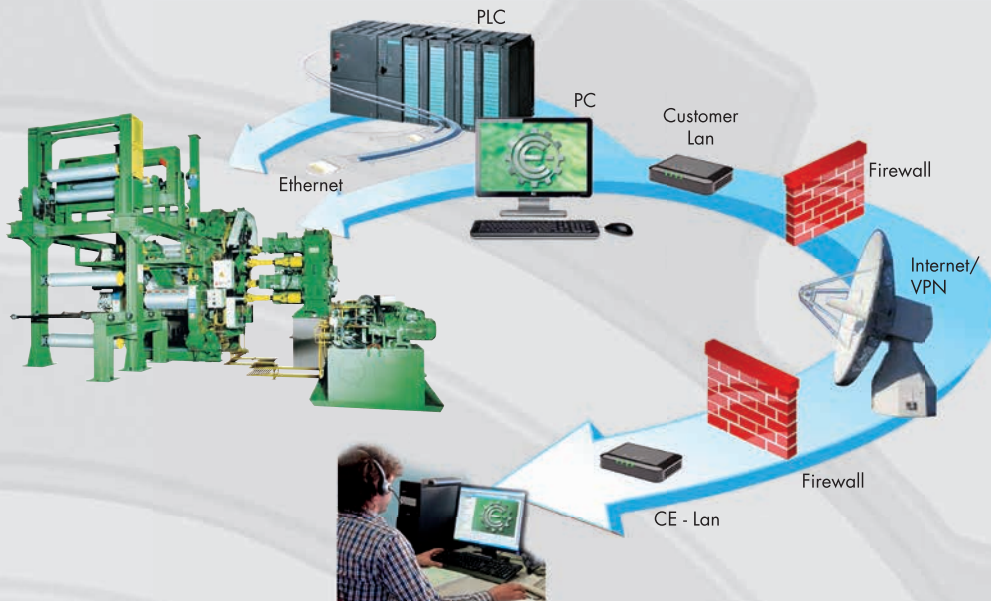 PLC
PC
Customer
Lan
Firewall
Ethernet
Internet/
VPN
Firewall
CE - Lan